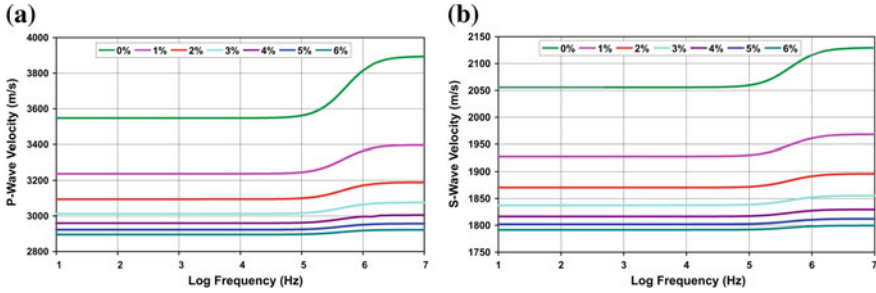 (a)
4000
3800
3600
3400
3200
3000
2800
P-Wave Velocity (m/s)
0% 1% 2% 3% 4% 5% 6%
1 2 3 4 5 6 7
Log Frequency (Hz)
(b)
2150
2100
2050
2000
1950
1900
1850
1800
1750
S-Wave Velocity (m/s)
0% 1% 2% 3% 4% 5% 6%
1 2 3 4 5 6 7
Log Frequency (Hz)